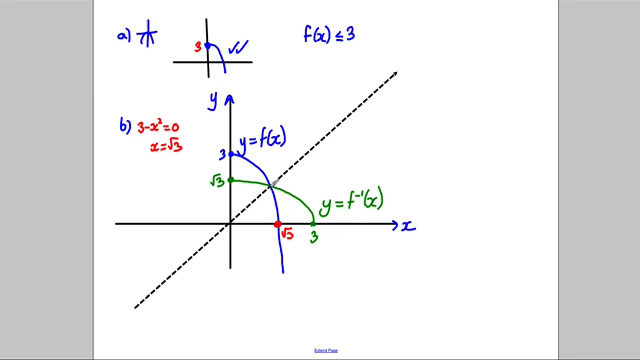 a)
3
f(x) ≤ 3
y
b) 3-x²=0
x=√3
y=f(x)
3
√3
y=f⁻¹(x)
√3
3
x
Extend Page